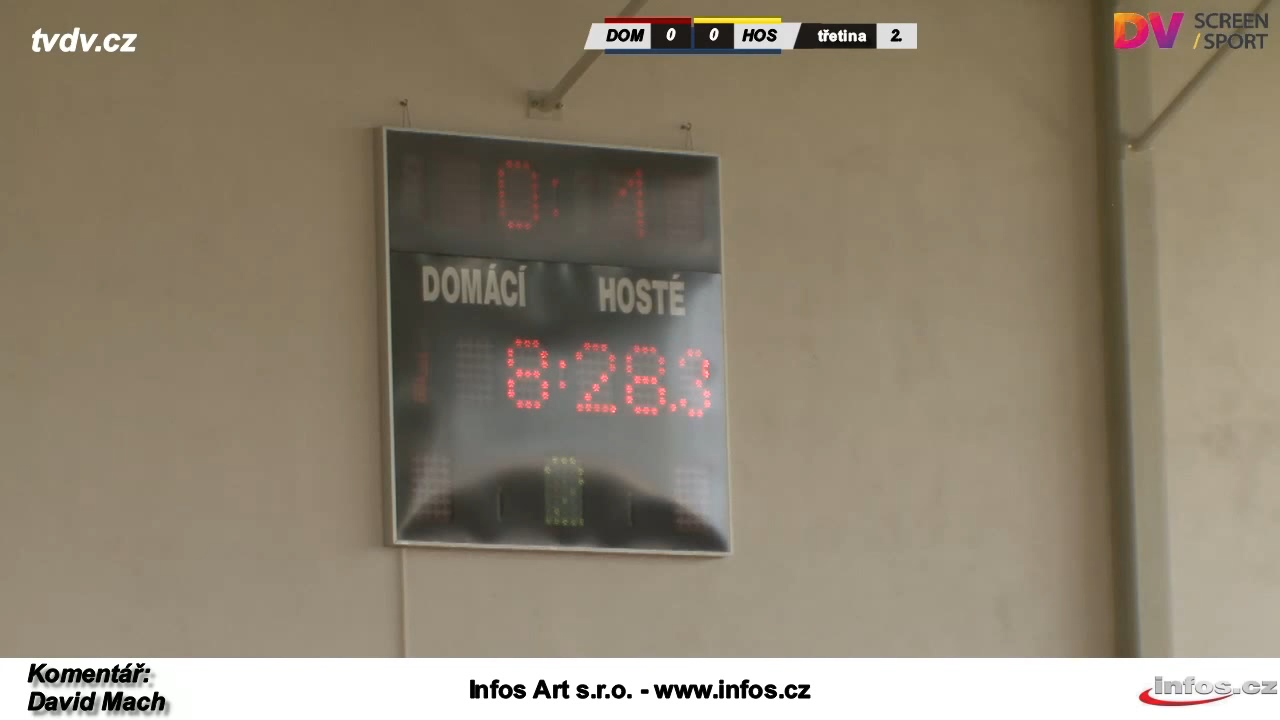 tvdv.cz
DOM 0 0 HOS třetina 2.
DV SCREEN
/SPORT
0: 1
DOMÁCÍ HOSTÉ
8:28.3
Komentář:
David Mach
Infos Art s.r.o. - www.infos.cz
infos.cz